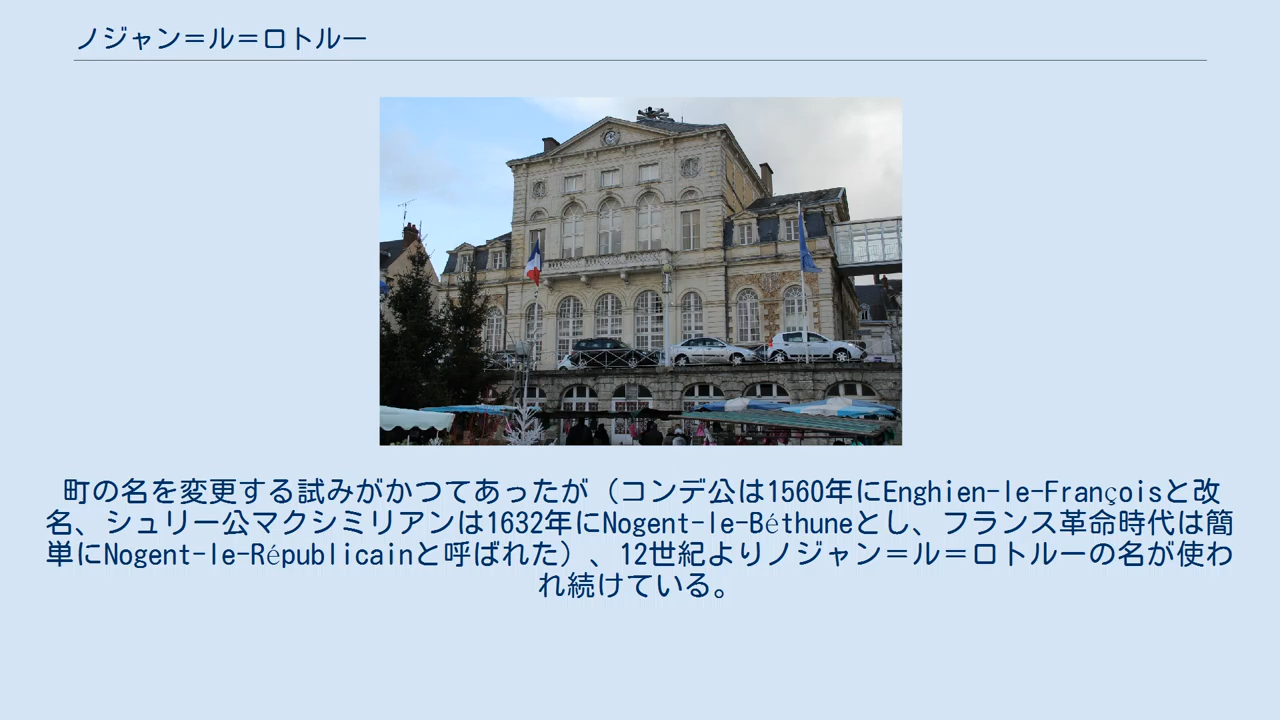 ノジャン＝ル＝ロトルー
町の名を変更する試みがかつてあったが（コンデ公は1560年にEnghien-le-Françoisと改
名、シュリー公マクシミリアンは1632年にNogent-le-Béthuneとし、フランス革命時代は簡
単にNogent-le-Républicainと呼ばれた）、12世紀よりノジャン＝ル＝ロトルーの名が使わ
れ続けている。